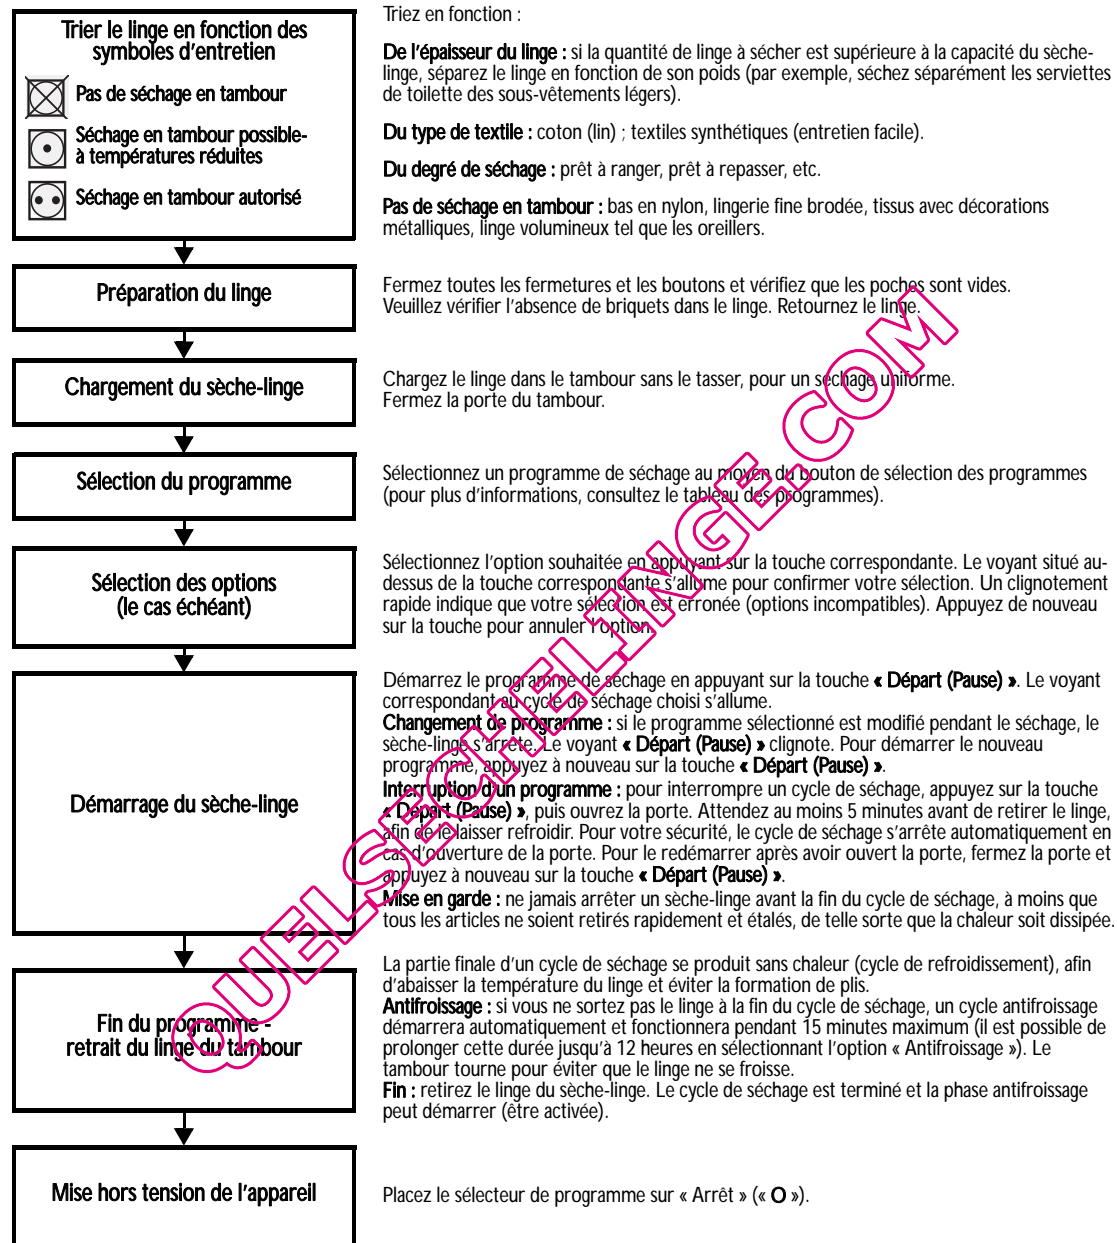 Trier le linge en fonction des
symboles d'entretien
Pas de séchage en tambour
Séchage en tambour possible-
à températures réduites
Séchage en tambour autorisé
Triez en fonction :
De l'épaisseur du linge : si la quantité de linge à sécher est supérieure à la capacité du sèche-
linge, séparez le linge en fonction de son poids (par exemple, séchez séparément les serviettes
de toilette des sous-vêtements légers).
Du type de textile : coton (lin) ; textiles synthétiques (entretien facile).
Du degré de séchage : prêt à ranger, prêt à repasser, etc.
Pas de séchage en tambour : bas en nylon, lingerie fine brodée, tissus avec décorations
métalliques, linge volumineux tel que les oreillers.
Préparation du linge
Fermez toutes les fermetures et les boutons et vérifiez que les poches sont vides.
Veuillez vérifier l'absence de briquets dans le linge. Retournez le linge.
Chargement du sèche-linge
Chargez le linge dans le tambour sans le tasser, pour un séchage uniforme.
Fermez la porte du tambour.
Sélection du programme
Sélectionnez un programme de séchage au moyen du bouton de sélection des programmes
(pour plus d'informations, consultez le tableau des programmes).
Sélection des options
(le cas échéant)
Sélectionnez l'option souhaitée en appuyant sur la touche correspondante. Le voyant situé au-
dessus de la touche correspondante s'allume pour confirmer votre sélection. Un clignotement
rapide indique que votre sélection est erronée (options incompatibles). Appuyez de nouveau
sur la touche pour annuler l'option.
Démarrage du sèche-linge
Démarrez le programme de séchage en appuyant sur la touche « Départ (Pause) ». Le voyant
correspondant au cycle de séchage choisi s'allume.
Changement de programme : si le programme sélectionné est modifié pendant le séchage, le
sèche-linge s'arrête. Le voyant « Départ (Pause) » clignote. Pour démarrer le nouveau
programme, appuyez à nouveau sur la touche « Départ (Pause) ».
Interruption d'un programme : pour interrompre un cycle de séchage, appuyez sur la touche
« Départ (Pause) », puis ouvrez la porte. Attendez au moins 5 minutes avant de retirer le linge,
afin de le laisser refroidir. Pour votre sécurité, le cycle de séchage s'arrête automatiquement en
cas d'ouverture de la porte. Pour le redémarrer après avoir ouvert la porte, fermez la porte et
appuyez à nouveau sur la touche « Départ (Pause) ».
Mise en garde : ne jamais arrêter un sèche-linge avant la fin du cycle de séchage, à moins que
tous les articles ne soient retirés rapidement et étalés, de telle sorte que la chaleur soit dissipée.
Fin du programme -
retrait du linge du tambour
La partie finale d'un cycle de séchage se produit sans chaleur (cycle de refroidissement), afin
d'abaisser la température du linge et éviter la formation de plis.
Antifroissage : si vous ne sortez pas le linge à la fin du cycle de séchage, un cycle antifroissage
démarrera automatiquement et fonctionnera pendant 15 minutes maximum (il est possible de
prolonger cette durée jusqu'à 12 heures en sélectionnant l'option « Antifroissage »). Le
tambour tourne pour éviter que le linge ne se froisse.
Fin : retirez le linge du sèche-linge. Le cycle de séchage est terminé et la phase antifroissage
peut démarrer (être activée).
Mise hors tension de l'appareil
Placez le sélecteur de programme sur « Arrêt » (« O »).
QUELSECHELINGE.COM